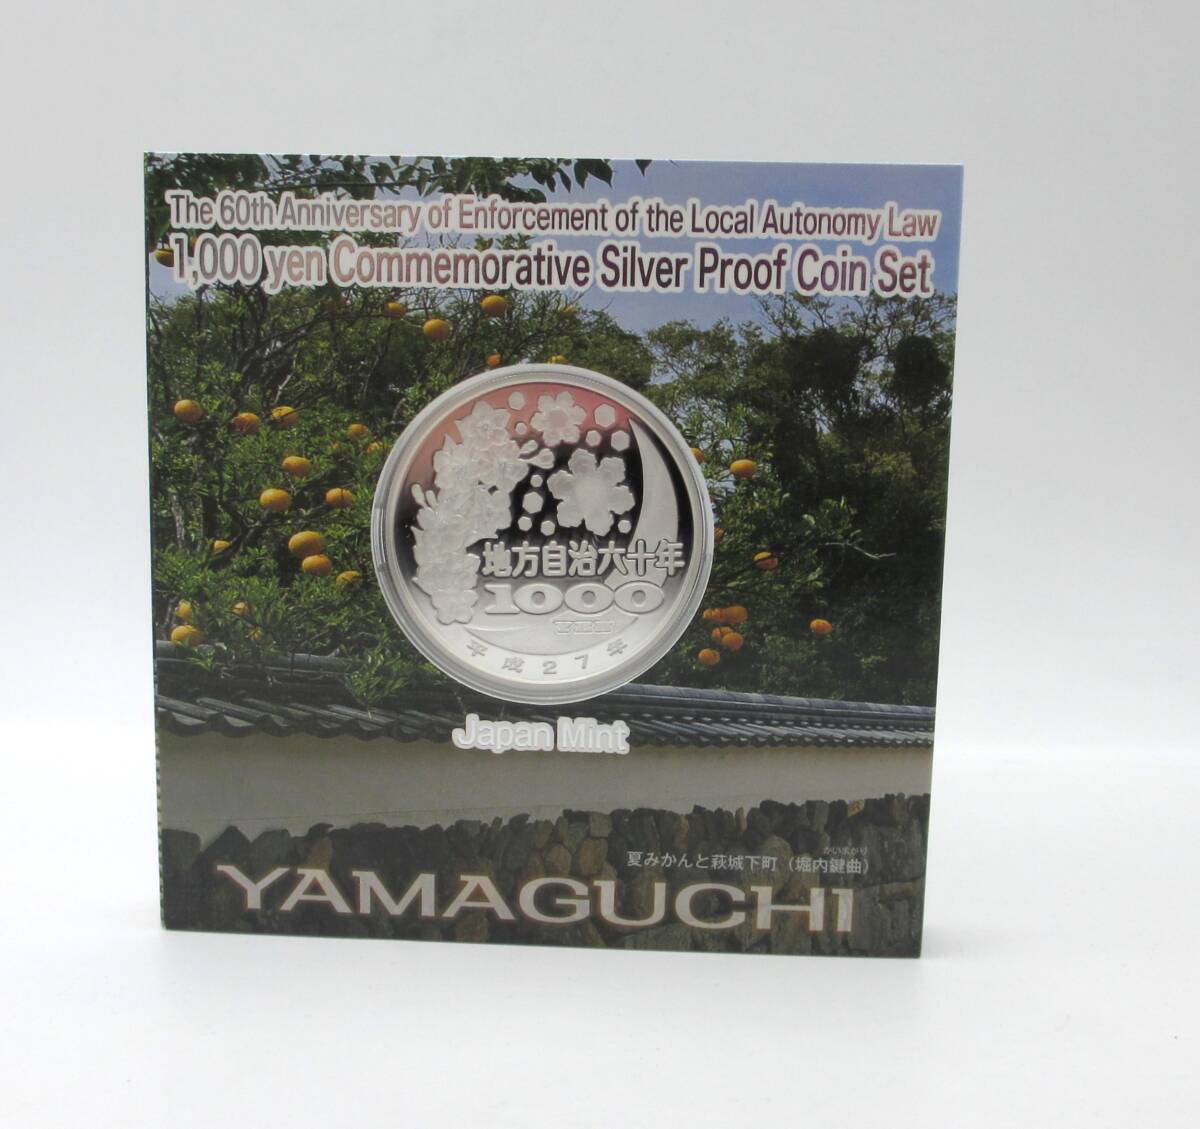 The 60th Anniversary of Enforcement of the Local Autonomy Law
1,000 yen Commemorative Silver Proof Coin Set
地方自治六十年
1000
YEN
平成27年
Japan Mint
かいまがり
夏みかんと萩城下町（堀内鍵曲）
YAMAGUCHI